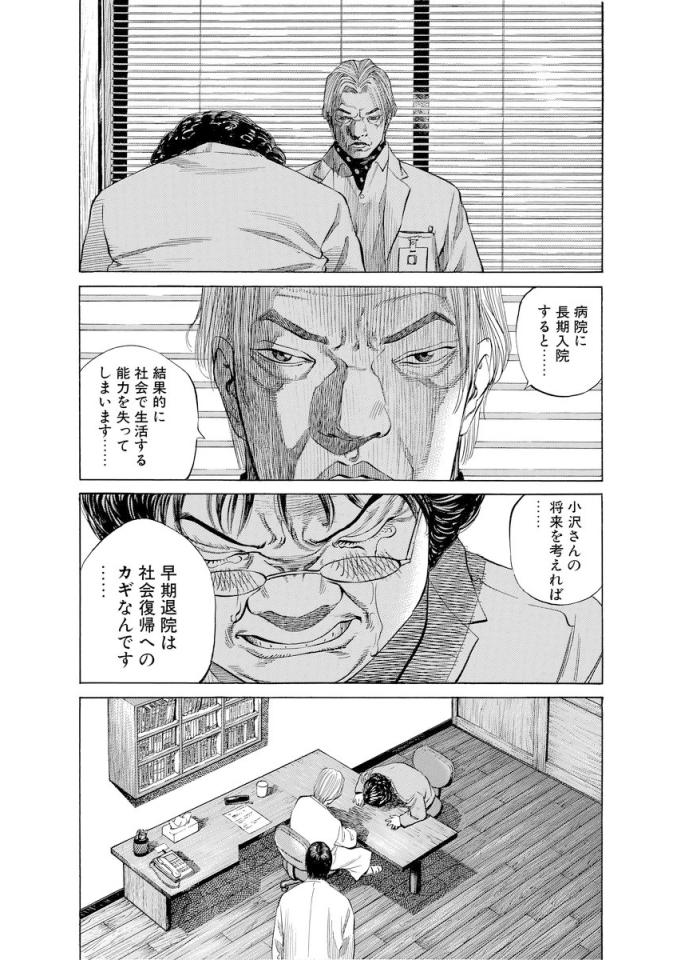 病院に
長期入院
すると……
結果的に
社会で生活する
能力を失って
しまいます……
小沢さんの
将来を考えれば
……
早期退院は
社会復帰への
カギなんです
……